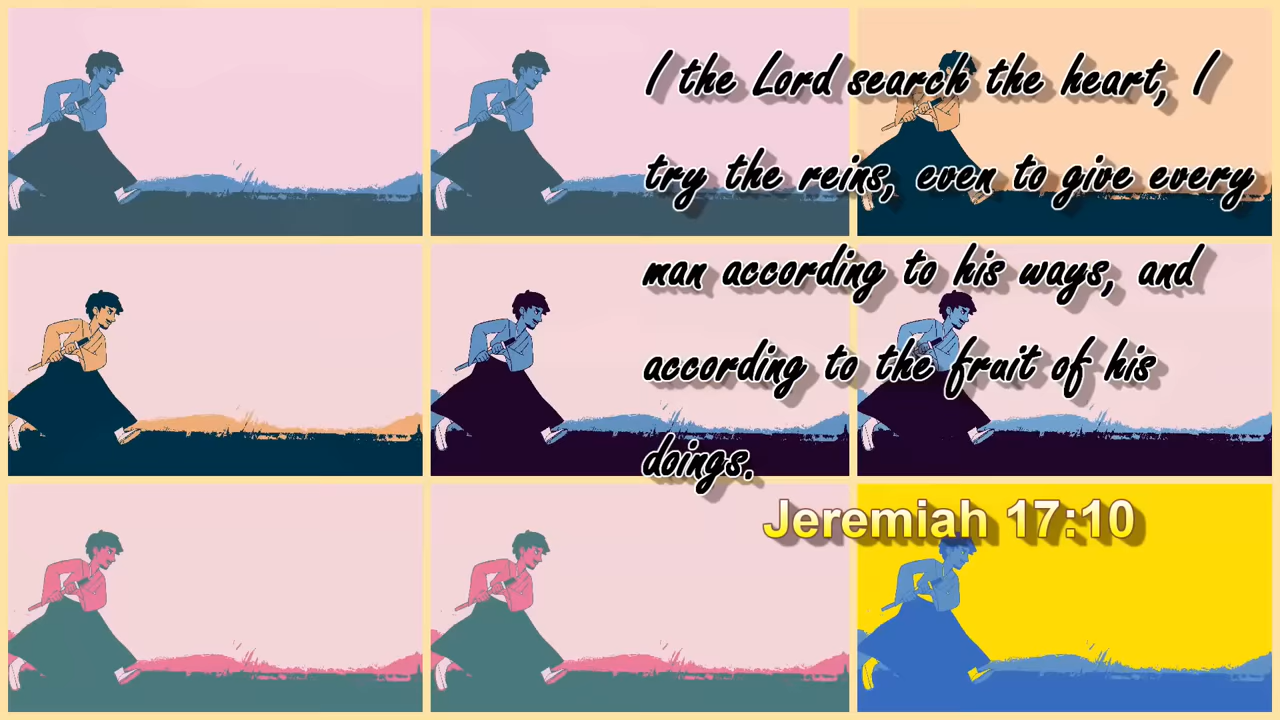 I the Lord search the heart, I
try the reins, even to give every
man according to his ways, and
according to the fruit of his
doings.
Jeremiah 17:10